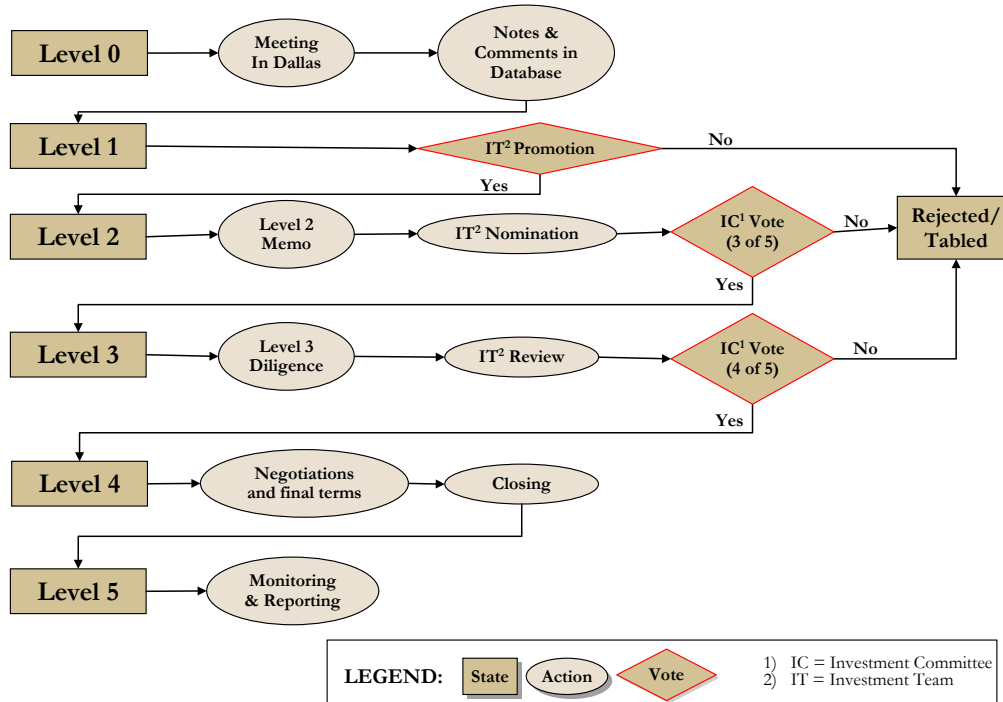 Level 0
Meeting
In Dallas
Notes &
Comments in
Database
Level 1
IT² Promotion
No
Yes
Level 2
Level 2
Memo
IT² Nomination
IC¹ Vote
(3 of 5)
No
Rejected/
Tabled
Yes
Level 3
Level 3
Diligence
IT² Review
IC¹ Vote
(4 of 5)
No
Yes
Level 4
Negotiations
and final terms
Closing
Level 5
Monitoring
& Reporting
LEGEND:
State
Action
Vote
1) IC = Investment Committee
2) IT = Investment Team